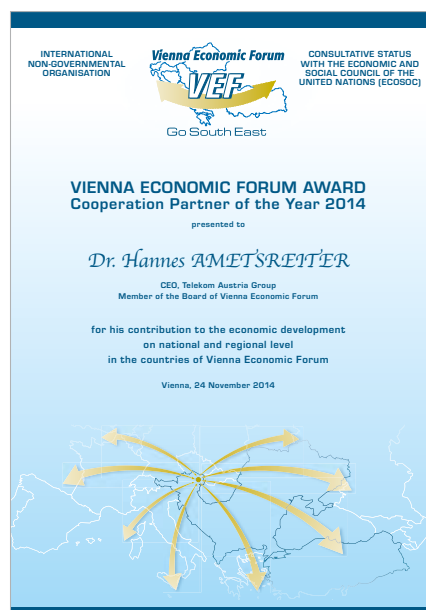 INTERNATIONAL
NON-GOVERNMENTAL
ORGANISATION
Vienna Economic Forum
VEF
Go South East
CONSULTATIVE STATUS
WITH THE ECONOMIC AND
SOCIAL COUNCIL OF THE
UNITED NATIONS (ECOSOC)
VIENNA ECONOMIC FORUM AWARD
Cooperation Partner of the Year 2014
presented to
Dr. Hannes AMETSREITER
CEO, Telekom Austria Group
Member of the Board of Vienna Economic Forum
for his contribution to the economic development
on national and regional level
in the countries of Vienna Economic Forum
Vienna, 24 November 2014